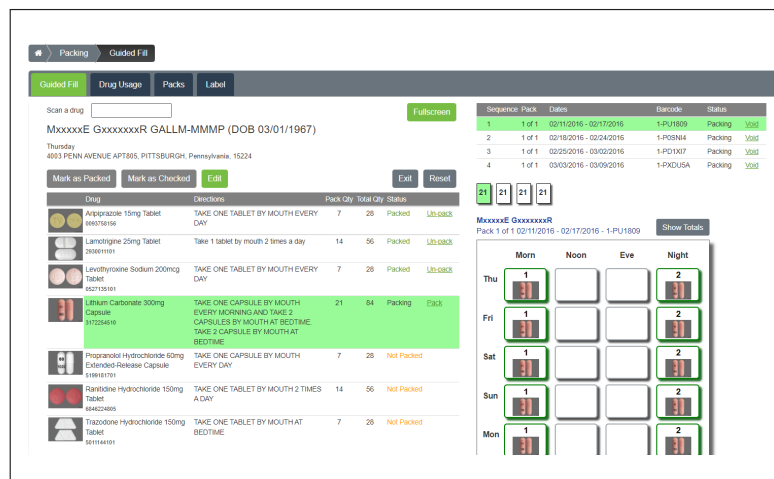 Packing Guided Fill
Guided Fill Drug Usage Packs Label
Scan a drug
Fullscreen
MxxxxxE GxxxxxxxR GALLM-MMMP (DOB 03/01/1967)
Thursday
4003 PENN AVENUE APT805, PITTSBURGH, Pennsylvania, 15224
Mark as Packed Mark as Checked Edit Exit Reset
Drug Directions Pack Qty Total Qty Status
Aripiprazole 15mg Tablet TAKE ONE TABLET BY MOUTH EVERY 7 28 Packed Un-pack
0093758156 DAY
Lamotrigine 25mg Tablet Take 1 tablet by mouth 2 times a day 14 56 Packed Un-pack
2930011101
Levothyroxine Sodium 200mcg TAKE ONE TABLET BY MOUTH EVERY 7 28 Packed Un-pack
Tablet DAY
0527135101
Lithium Carbonate 300mg TAKE ONE CAPSULE BY MOUTH 21 84 Packing Pack
Capsule EVERY MORNING AND TAKE 2
3172254510 CAPSULES BY MOUTH AT BEDTIME.
TAKE 2 CAPSULE BY MOUTH AT
BEDTIME
Propranolol Hydrochloride 60mg TAKE ONE CAPSULE BY MOUTH 7 28 Not Packed
Extended-Release Capsule EVERY DAY
5199181701
Ranitidine Hydrochloride 150mg TAKE ONE TABLET BY MOUTH 2 TIMES 14 56 Not Packed
Tablet A DAY
6846224805
Trazodone Hydrochloride 150mg TAKE ONE TABLET BY MOUTH AT 7 28 Not Packed
Tablet BEDTIME
5011144101
Sequence Pack Dates Barcode Status
1 1 of 1 02/11/2016 - 02/17/2016 1-PU1809 Packing Void
2 1 of 1 02/18/2016 - 02/24/2016 1-P0SNI4 Packing Void
3 1 of 1 02/25/2016 - 03/02/2016 1-PD1XI7 Packing Void
4 1 of 1 03/03/2016 - 03/09/2016 1-PXDU5A Packing Void
21 21 21 21
MxxxxxE GxxxxxxxR
Pack 1 of 1 02/11/2016 - 02/17/2016 - 1-PU1809
Show Totals
Morn Noon Eve Night
Thu 1 2
Fri 1 2
Sat 1 2
Sun 1 2
Mon 1 2